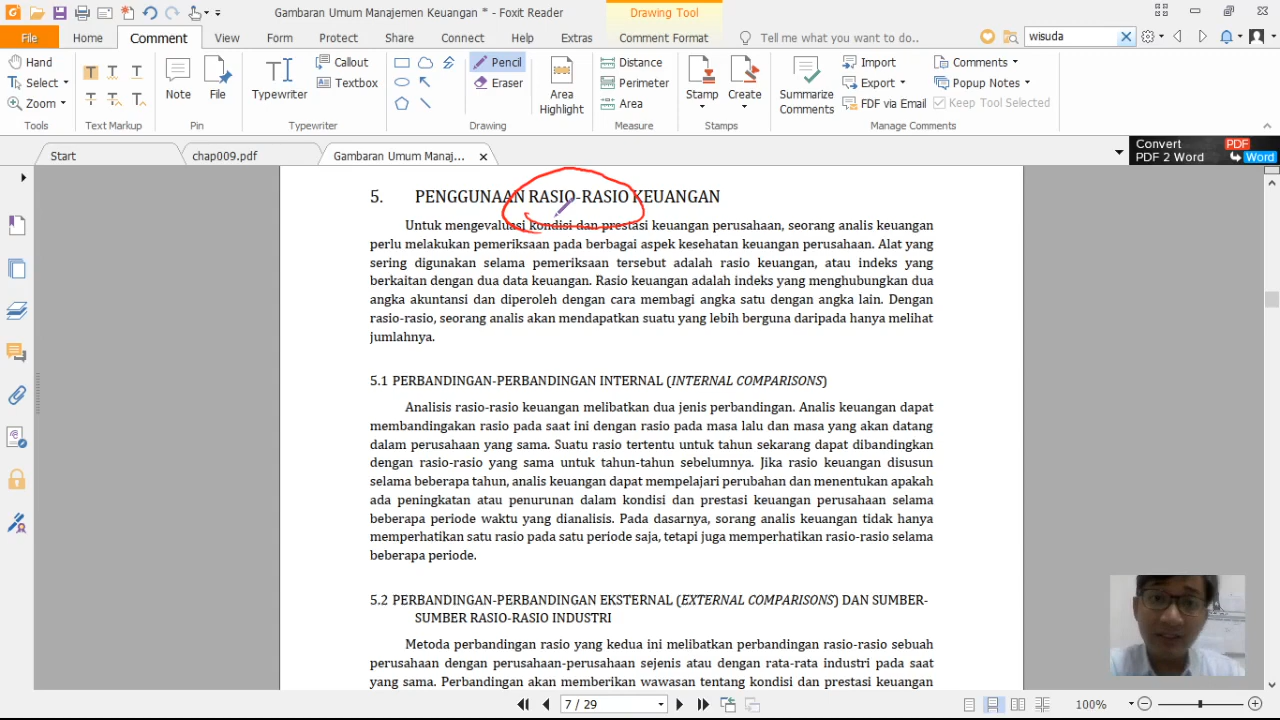 Gambaran Umum Manajemen Keuangan * - Foxit Reader
Drawing Tool
File
Home
Comment
View
Form
Protect
Share
Connect
Help
Extras
Comment Format
Tell me what you want to do..
wisuda
Hand
Select
Zoom
Tools
Text Markup
Note
File
Pin
Typewriter
Callout
Textbox
Typewriter
Pencil
Eraser
Drawing
Area
Highlight
Distance
Perimeter
Area
Measure
Stamp
Create
Stamps
Summarize
Comments
Import
Export
FDF via Email
Comments
Popup Notes
Keep Tool Selected
Manage Comments
Start
chap009.pdf
Gambaran Umum Manaj...
Convert PDF
PDF 2 Word Word
5. PENGGUNAAN RASIO-RASIO KEUANGAN
Untuk mengevaluasi kondisi dan prestasi keuangan perusahaan, seorang analis keuangan
perlu melakukan pemeriksaan pada berbagai aspek kesehatan keuangan perusahaan. Alat yang
sering digunakan selama pemeriksaan tersebut adalah rasio keuangan, atau indeks yang
berkaitan dengan dua data keuangan. Rasio keuangan adalah indeks yang menghubungkan dua
angka akuntansi dan diperoleh dengan cara membagi angka satu dengan angka lain. Dengan
rasio-rasio, seorang analis akan mendapatkan suatu yang lebih berguna daripada hanya melihat
jumlahnya.
5.1 PERBANDINGAN-PERBANDINGAN INTERNAL (INTERNAL COMPARISONS)
Analisis rasio-rasio keuangan melibatkan dua jenis perbandingan. Analis keuangan dapat
membandingakan rasio pada saat ini dengan rasio pada masa lalu dan masa yang akan datang
dalam perusahaan yang sama. Suatu rasio tertentu untuk tahun sekarang dapat dibandingkan
dengan rasio-rasio yang sama untuk tahun-tahun sebelumnya. Jika rasio keuangan disusun
selama beberapa tahun, analis keuangan dapat mempelajari perubahan dan menentukan apakah
ada peningkatan atau penurunan dalam kondisi dan prestasi keuangan perusahaan selama
beberapa periode waktu yang dianalisis. Pada dasarnya, sorang analis keuangan tidak hanya
memperhatikan satu rasio pada satu periode saja, tetapi juga memperhatikan rasio-rasio selama
beberapa periode.
5.2 PERBANDINGAN-PERBANDINGAN EKSTERNAL (EXTERNAL COMPARISONS) DAN SUMBER-
SUMBER RASIO-RASIO INDUSTRI
Metoda perbandingan rasio yang kedua ini melibatkan perbandingan rasio-rasio sebuah
perusahaan dengan perusahaan-perusahaan sejenis atau dengan rata-rata industri pada saat
yang sama. Perbandingan akan memberikan wawasan tentang kondisi dan prestasi keuangan
7 / 29
100%